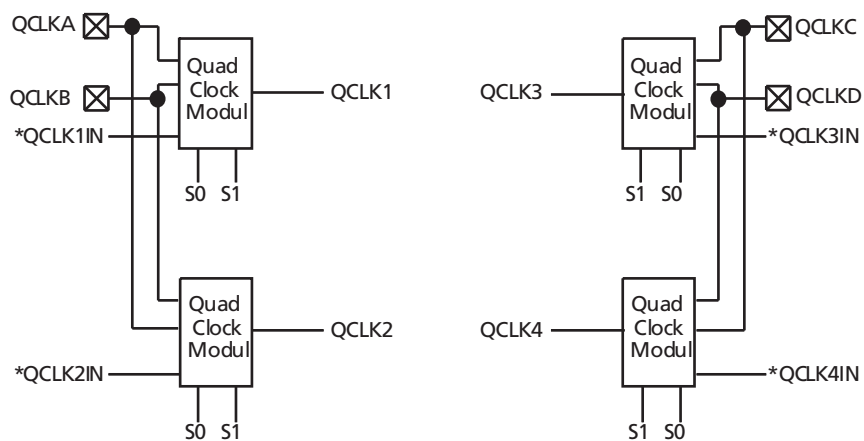 QCLKA
QCLKB
*QCLK1IN
Quad
Clock
Modul
QCLK1
S0 S1
QCLKC
QCLKD
*QCLK3IN
Quad
Clock
Modul
QCLK3
S1 S0
Quad
Clock
Modul
QCLK2
*QCLK2IN
S0 S1
Quad
Clock
Modul
QCLK4
*QCLK4IN
S1 S0